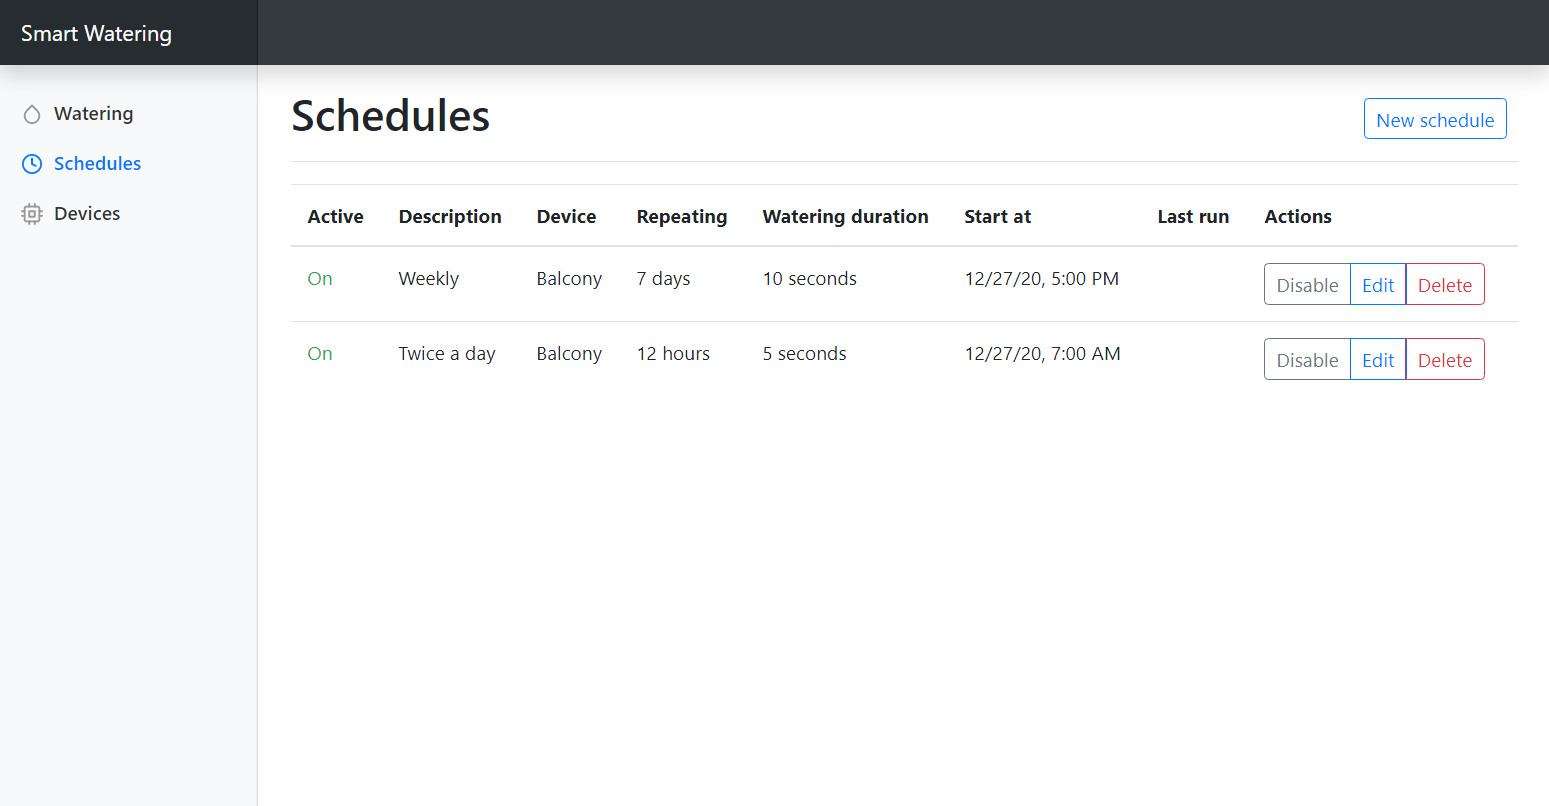 Smart Watering
Watering
Schedules
Devices
Schedules
New schedule
Active Description Device Repeating Watering duration Start at Last run Actions
On Weekly Balcony 7 days 10 seconds 12/27/20, 5:00 PM Disable Edit Delete
On Twice a day Balcony 12 hours 5 seconds 12/27/20, 7:00 AM Disable Edit Delete